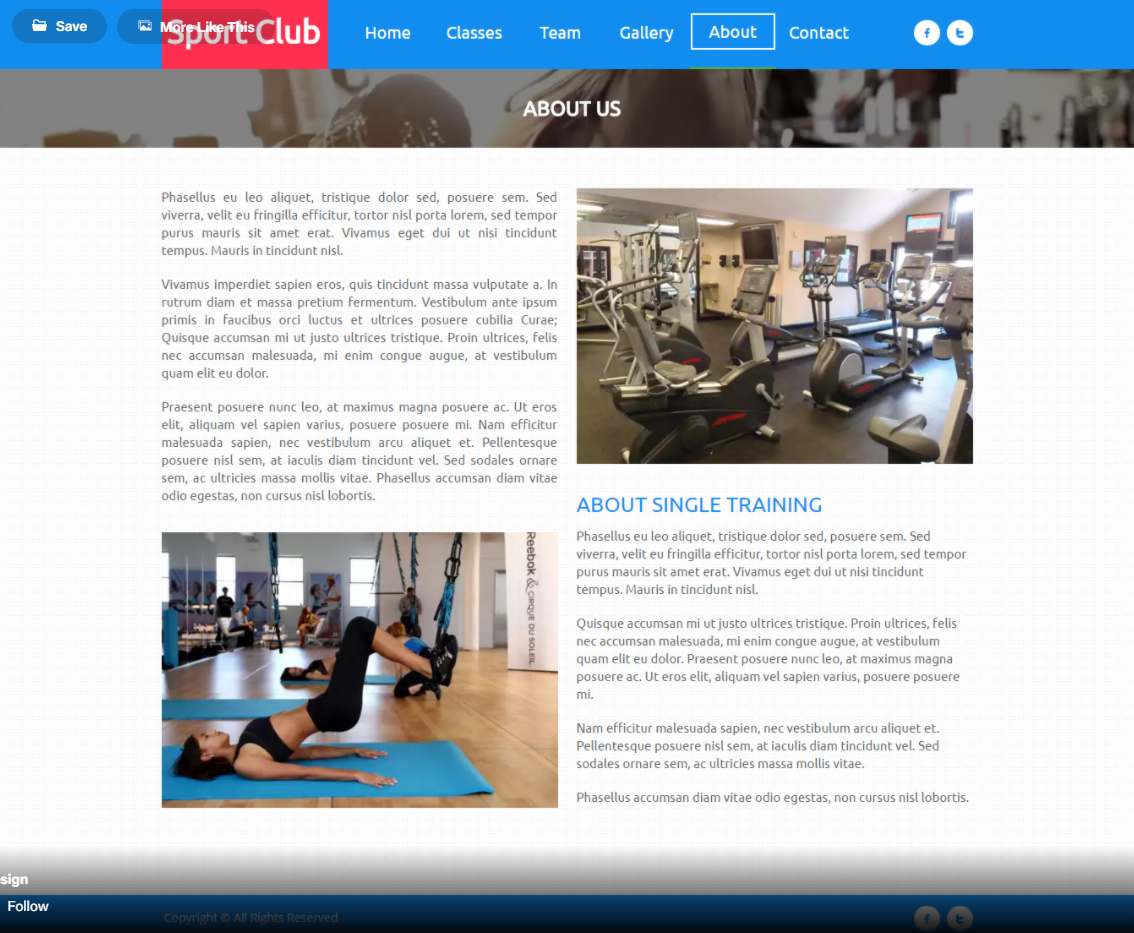 Save
More Like This
Sport Club
Home Classes Team Gallery About Contact
ABOUT US
Phasellus eu leo aliquet, tristique dolor sed, posuere sem. Sed
viverra, velit eu fringilla efficitur, tortor nisl porta lorem, sed tempor
purus mauris sit amet erat. Vivamus eget dui ut nisi tincidunt
tempus. Mauris in tincidunt nisl.
Vivamus imperdiet sapien eros, quis tincidunt massa vulputate a. In
rutrum diam et massa pretium fermentum. Vestibulum ante ipsum
primis in faucibus orci luctus et ultrices posuere cubilia Curae;
Quisque accumsan mi ut justo ultrices tristique. Proin ultrices, felis
nec accumsan malesuada, mi enim congue augue, at vestibulum
quam elit eu dolor.
Praesent posuere nunc leo, at maximus magna posuere ac. Ut eros
elit, aliquam vel sapien varius, posuere posuere mi. Nam efficitur
malesuada sapien, nec vestibulum arcu aliquet et. Pellentesque
posuere nisl sem, at iaculis diam tincidunt vel. Sed sodales ornare
sem, ac ultricies massa mollis vitae. Phasellus accumsan diam vitae
odio egestas, non cursus nisl lobortis.
Reebok & CIRQUE DU SOLEIL
ABOUT SINGLE TRAINING
Phasellus eu leo aliquet, tristique dolor sed, posuere sem. Sed
viverra, velit eu fringilla efficitur, tortor nisl porta lorem, sed tempor
purus mauris sit amet erat. Vivamus eget dui ut nisi tincidunt
tempus. Mauris in tincidunt nisl.
Quisque accumsan mi ut justo ultrices tristique. Proin ultrices, felis
nec accumsan malesuada, mi enim congue augue, at vestibulum
quam elit eu dolor. Praesent posuere nunc leo, at maximus magna
posuere ac. Ut eros elit, aliquam vel sapien varius, posuere posuere
mi.
Nam efficitur malesuada sapien, nec vestibulum arcu aliquet et.
Pellentesque posuere nisl sem, at iaculis diam tincidunt vel. Sed
sodales ornare sem, ac ultricies massa mollis vitae.
Phasellus accumsan diam vitae odio egestas, non cursus nisl lobortis.
sign
Follow
Copyright © All Rights Reserved